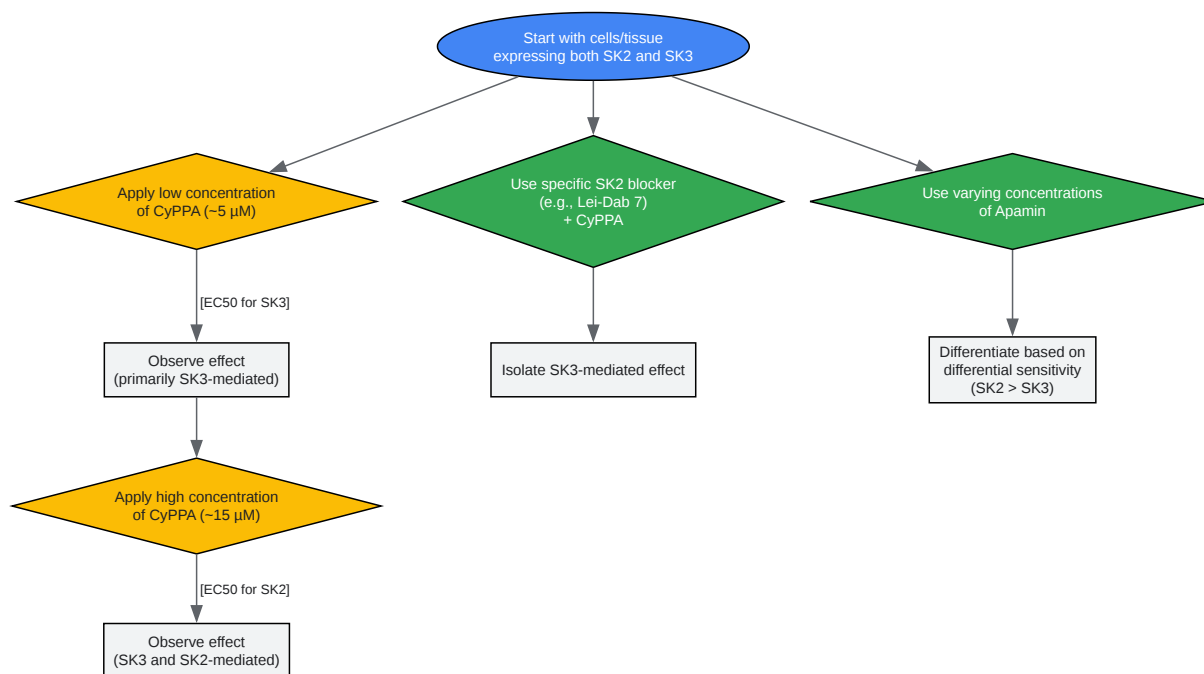 Start with cells/tissue
expressing both SK2 and SK3
Apply low concentration
of CyPPA (~5 µM)
Use specific SK2 blocker
(e.g., Lei-Dab 7)
+ CyPPA
Use varying concentrations
of Apamin
[EC50 for SK3]
Observe effect
(primarily SK3-mediated)
Isolate SK3-mediated effect
Differentiate based on
differential sensitivity
(SK2 > SK3)
Apply high concentration
of CyPPA (~15 µM)
[EC50 for SK2]
Observe effect
(SK3 and SK2-mediated)